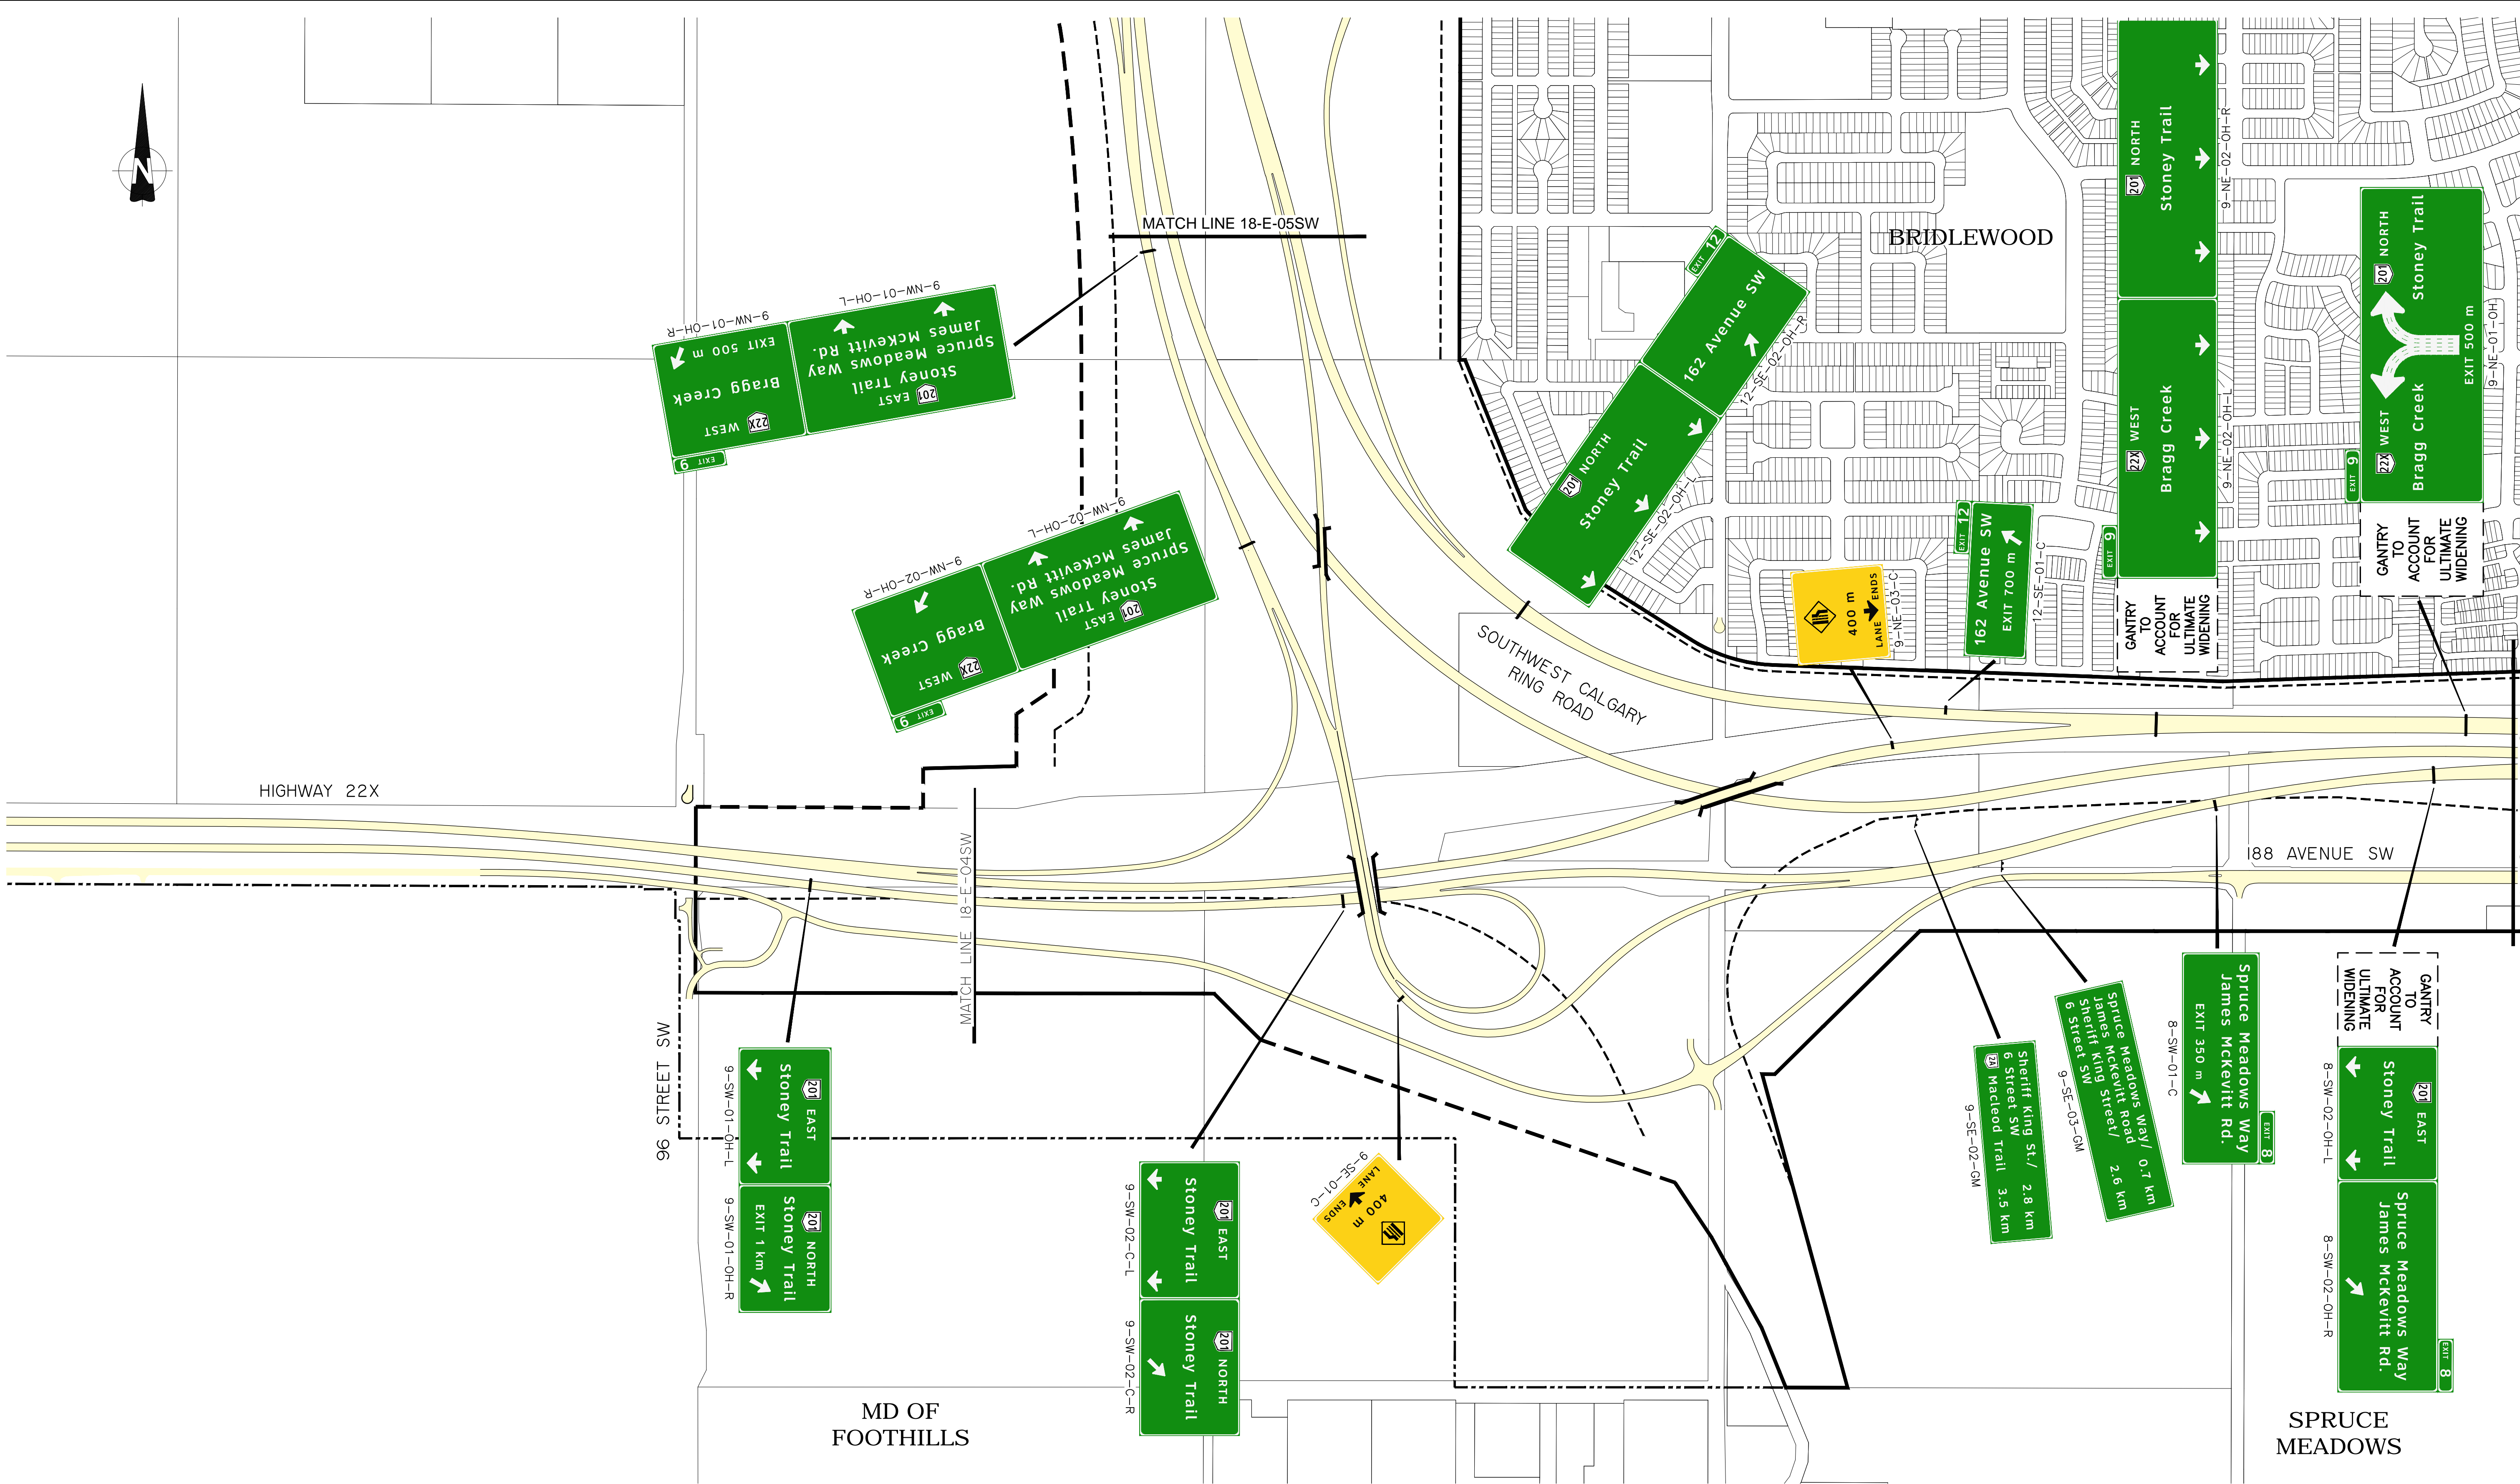 N
MATCH LINE 18-E-05SW
BRIDLEWOOD
HIGHWAY 22X
SOUTHWEST CALGARY
RING ROAD
188 AVENUE SW
MATCH LINE 18-E-04SW
96 STREET SW
MD OF
FOOTHILLS
SPRUCE
MEADOWS
9-NW-01-OH-L
201 EAST
Stoney Trail
Spruce Meadows Way
James McKevitt Rd.
9-NW-01-OH-R
EXIT 9
22X WEST
Bragg Creek
EXIT 500 m
9-NW-02-OH-L
201 EAST
Stoney Trail
Spruce Meadows Way
James McKevitt Rd.
9-NW-02-OH-R
EXIT 9
22X WEST
Bragg Creek
EXIT 12
162 Avenue SW
12-SE-02-OH-R
201 NORTH
Stoney Trail
12-SE-02-OH-L
400 m
LANE ENDS
9-NE-03-C
EXIT 12
162 Avenue SW
EXIT 700 m
12-SE-01-C
201 NORTH
Stoney Trail
9-NE-02-OH-R
22X WEST
Bragg Creek
9-NE-02-OH-L
EXIT 9
GANTRY
TO
ACCOUNT
FOR
ULTIMATE
WIDENING
201 NORTH
Stoney Trail
22X WEST
Bragg Creek
EXIT 500 m
9-NE-01-OH
EXIT 9
GANTRY
TO
ACCOUNT
FOR
ULTIMATE
WIDENING
201 EAST
Stoney Trail
9-SW-01-OH-L
201 NORTH
Stoney Trail
EXIT 1 km
9-SW-01-OH-R
201 EAST
Stoney Trail
9-SW-02-C-L
201 NORTH
Stoney Trail
9-SW-02-C-R
400 m
LANE ENDS
9-SE-01-C
Sheriff King St./
6 Street SW 2.8 km
2A Macleod Trail 3.5 km
9-SE-02-GM
Spruce Meadows Way/
James McKevitt Road 0.7 km
Sheriff King Street/
6 Street SW 2.6 km
9-SE-03-GM
EXIT 8
Spruce Meadows Way
James McKevitt Rd.
EXIT 350 m
8-SW-01-C
GANTRY
TO
ACCOUNT
FOR
ULTIMATE
WIDENING
201 EAST
Stoney Trail
8-SW-02-OH-L
Spruce Meadows Way
James McKevitt Rd.
8-SW-02-OH-R
EXIT 8